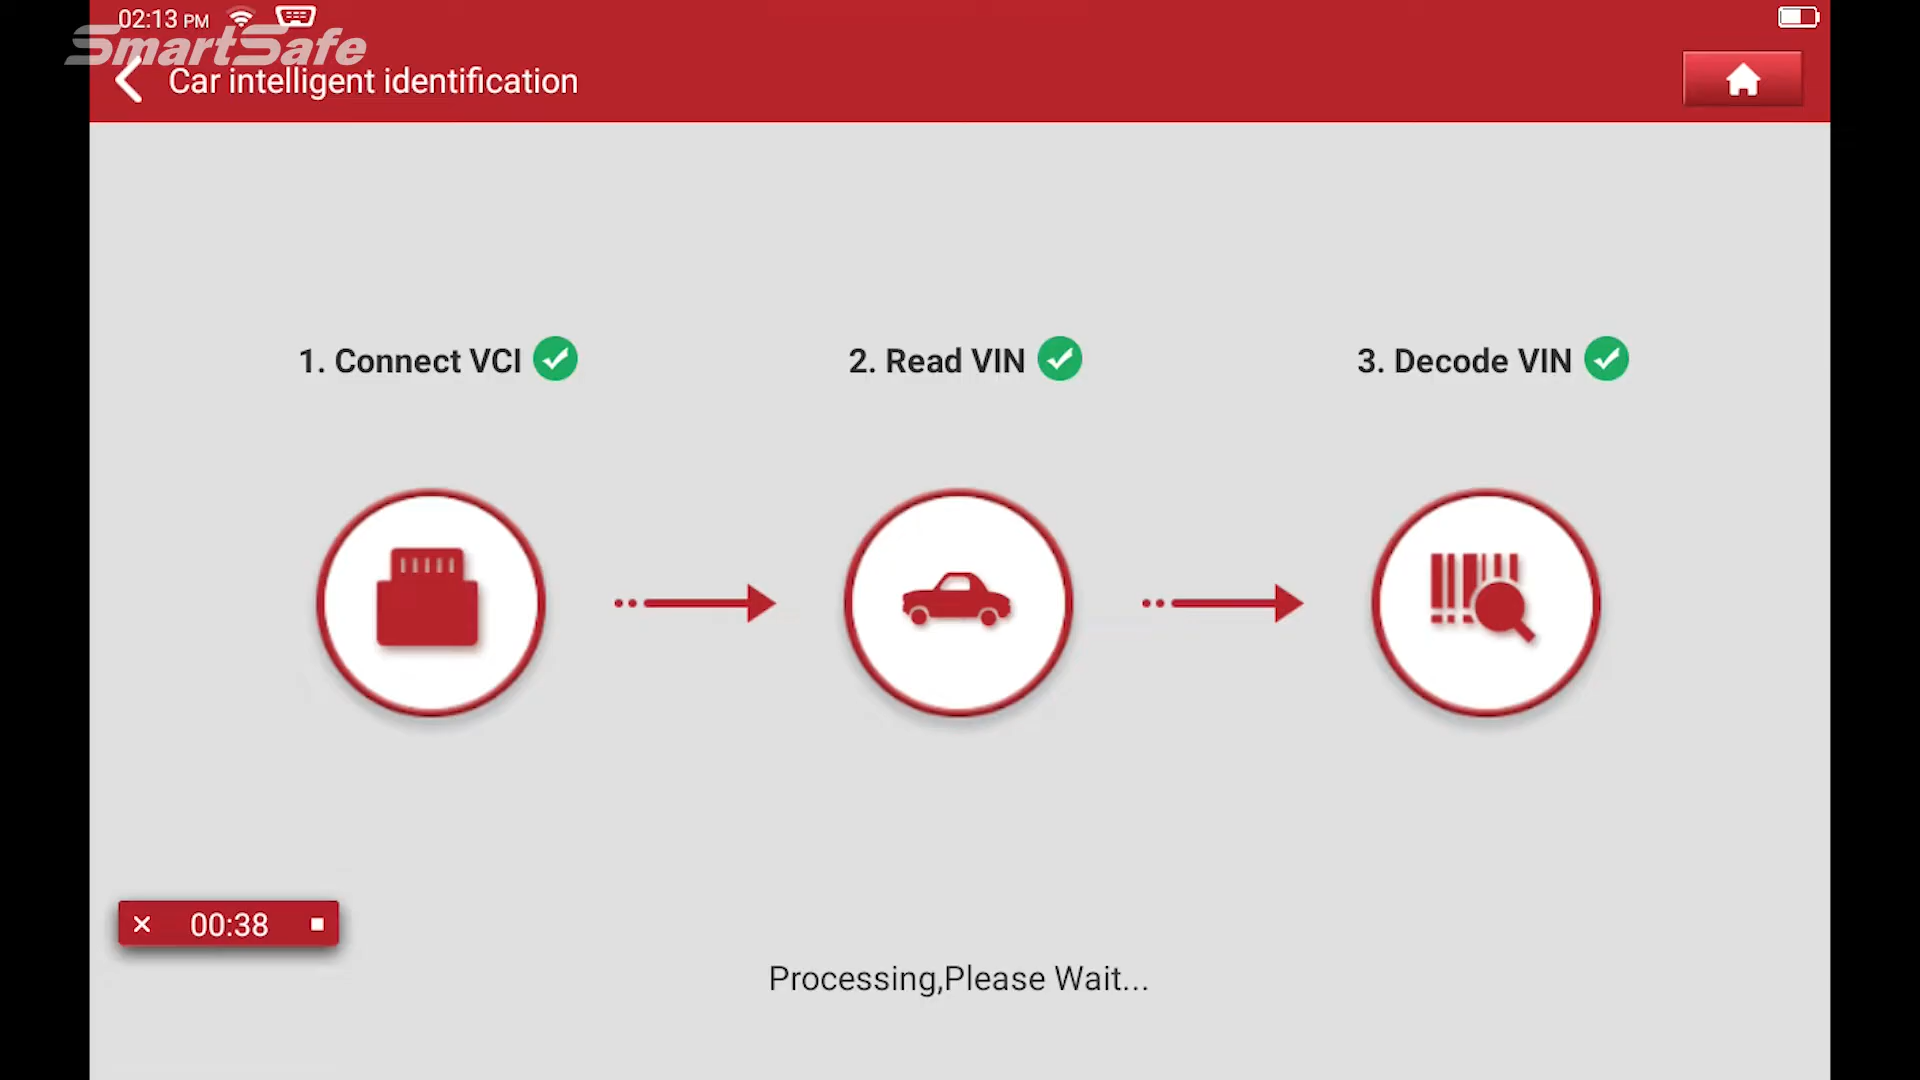 02:13 PM
SmartSafe
Car intelligent identification
1. Connect VCI
2. Read VIN
3. Decode VIN
00:38
Processing,Please Wait...